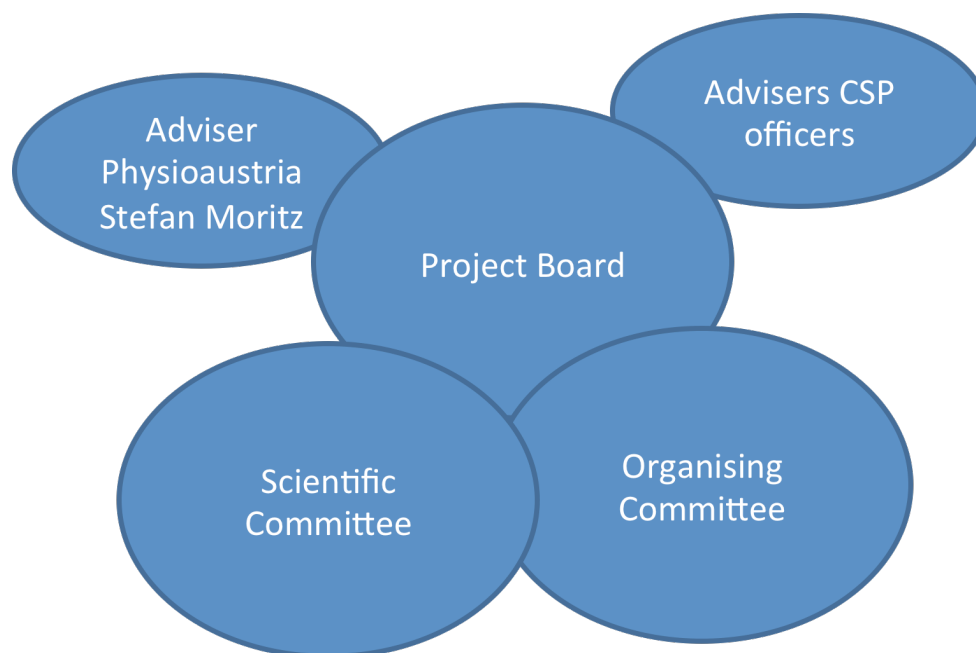 Adviser
Physioaustria
Stefan Moritz
Advisers CSP
officers
Project Board
Scientific
Committee
Organising
Committee